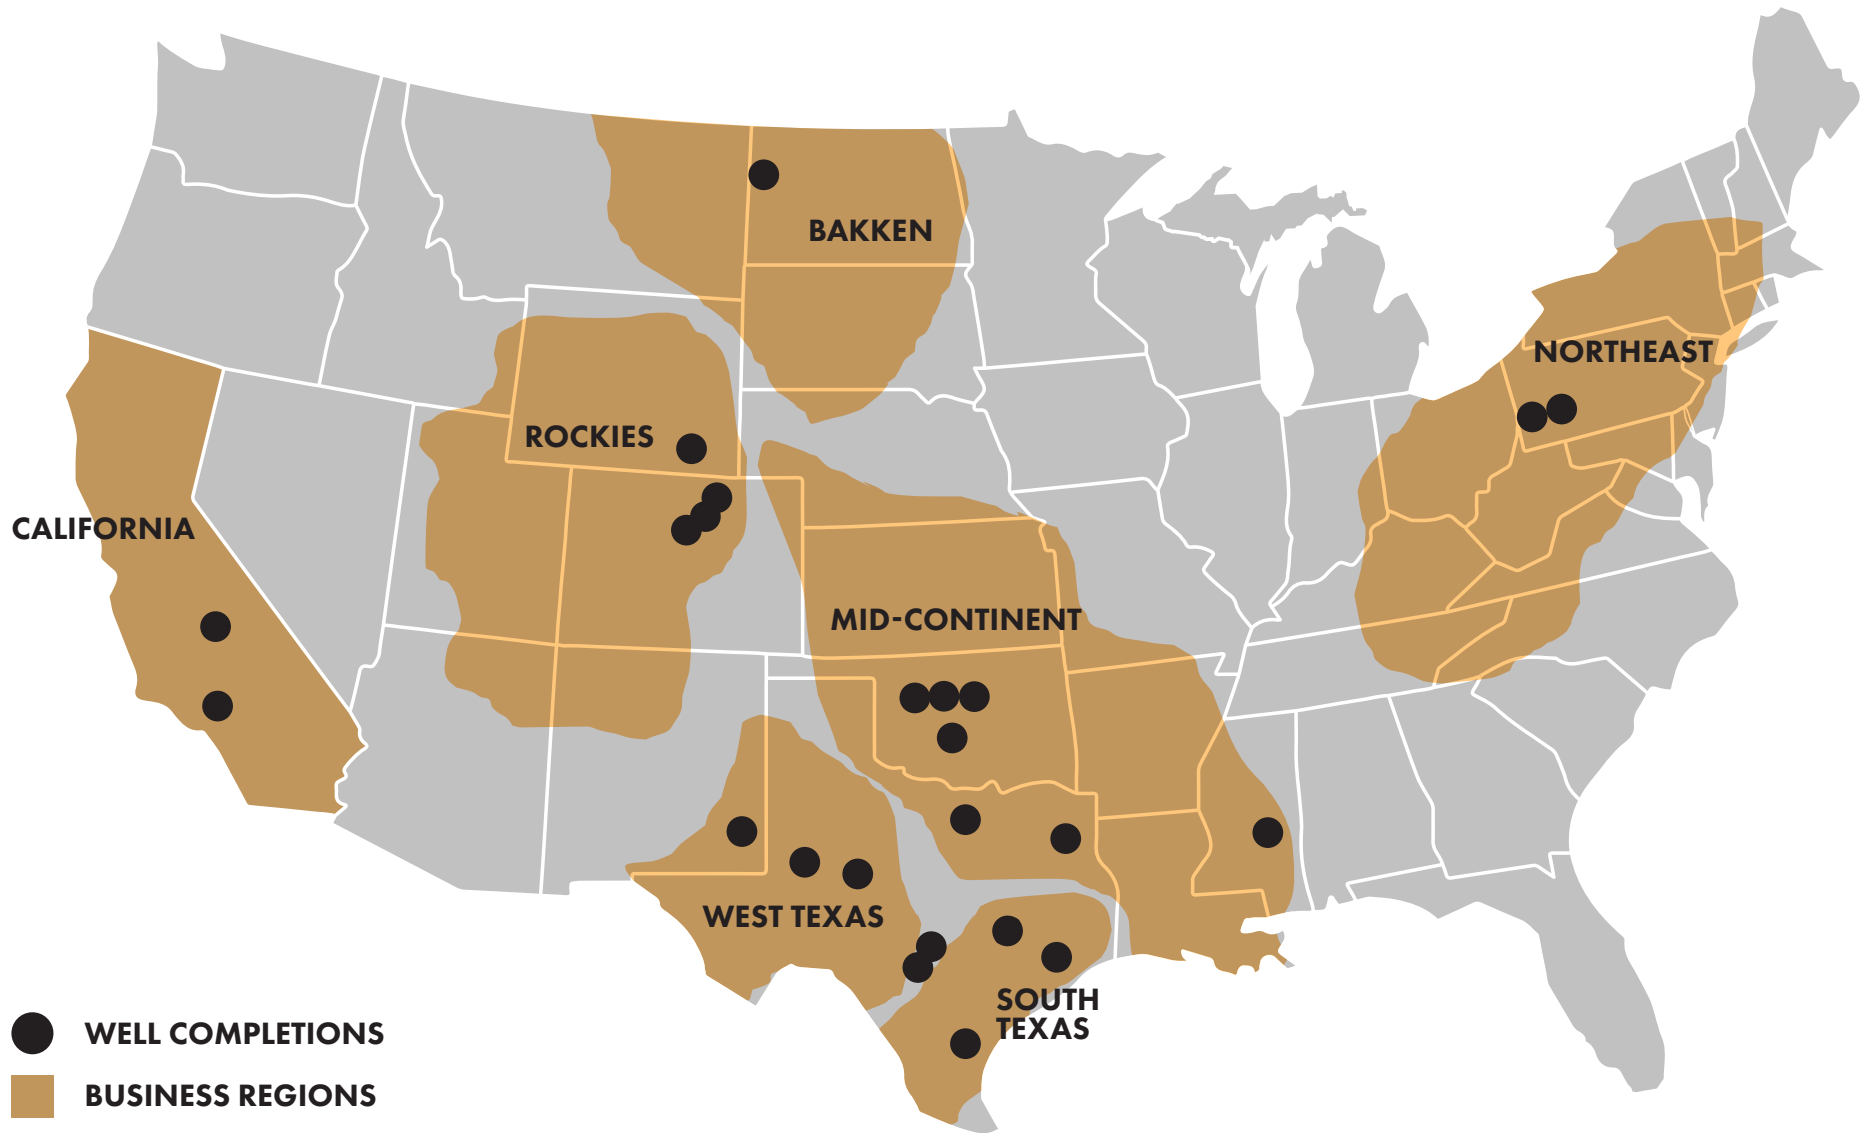 BAKKEN
NORTHEAST
ROCKIES
CALIFORNIA
MID-CONTINENT
WEST TEXAS
SOUTH
TEXAS
WELL COMPLETIONS
BUSINESS REGIONS